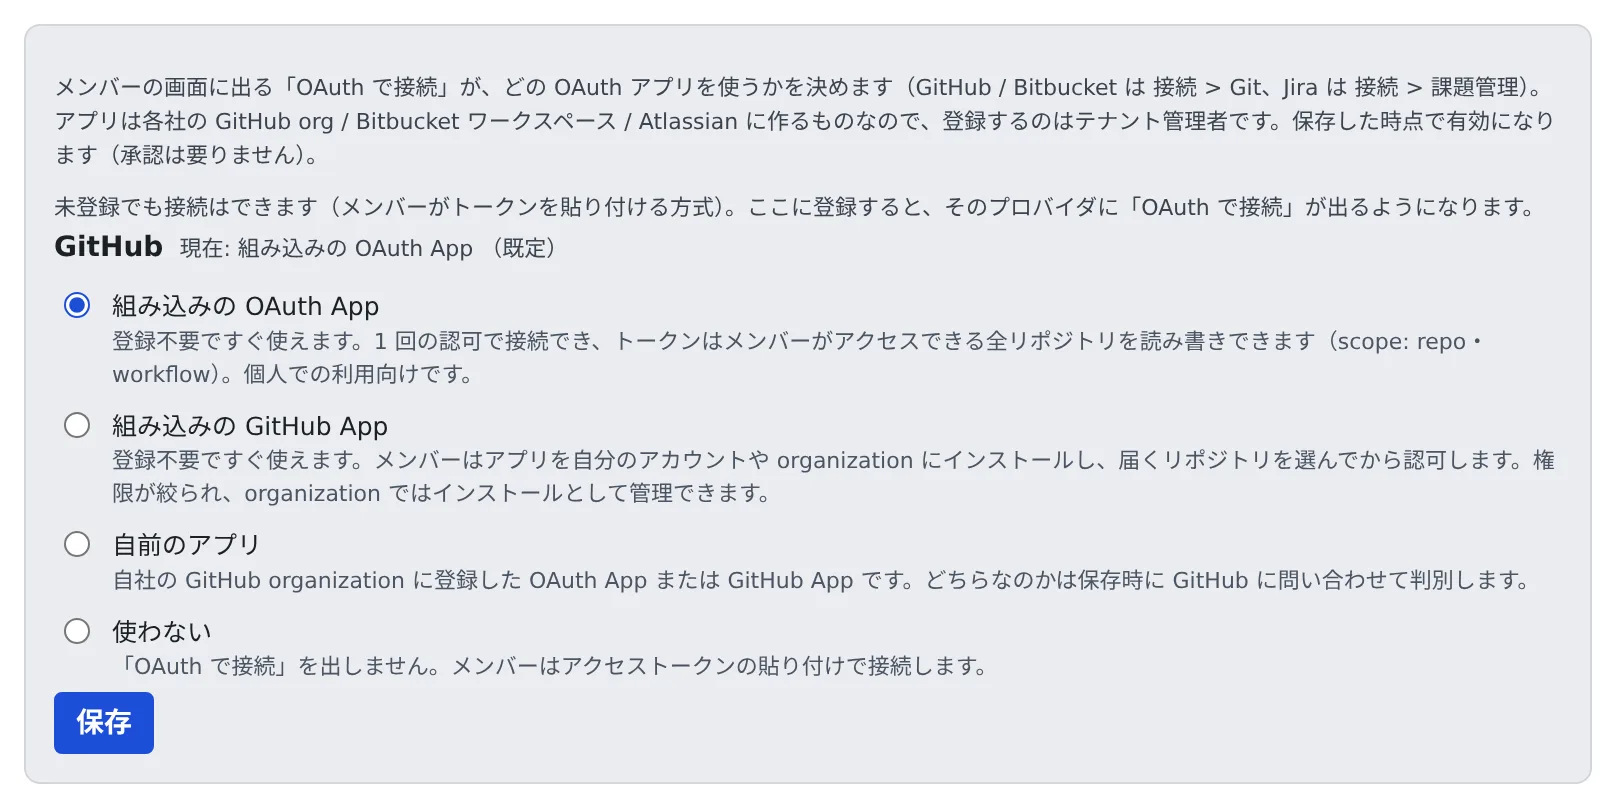 メンバーの画面に出る「OAuth で接続」が、どの OAuth アプリを使うかを決めます（GitHub / Bitbucket は 接続 > Git、Jira は 接続 > 課題管理）。
アプリは各社の GitHub org / Bitbucket ワークスペース / Atlassian に作るものなので、登録するのはテナント管理者です。保存した時点で有効になり
ます（承認は要りません）。
未登録でも接続はできます（メンバーがトークンを貼り付ける方式）。ここに登録すると、そのプロバイダに「OAuth で接続」が出るようになります。
GitHub 現在: 組み込みの OAuth App （既定）
組み込みの OAuth App
登録不要ですぐ使えます。1 回の認可で接続でき、トークンはメンバーがアクセスできる全リポジトリを読み書きできます（scope: repo・
workflow）。個人での利用向けです。
組み込みの GitHub App
登録不要ですぐ使えます。メンバーはアプリを自分のアカウントや organization にインストールし、届くリポジトリを選んでから認可します。権
限が絞られ、organization ではインストールとして管理できます。
自前のアプリ
自社の GitHub organization に登録した OAuth App または GitHub App です。どちらなのかは保存時に GitHub に問い合わせて判別します。
使わない
「OAuth で接続」を出しません。メンバーはアクセストークンの貼り付けで接続します。
保存